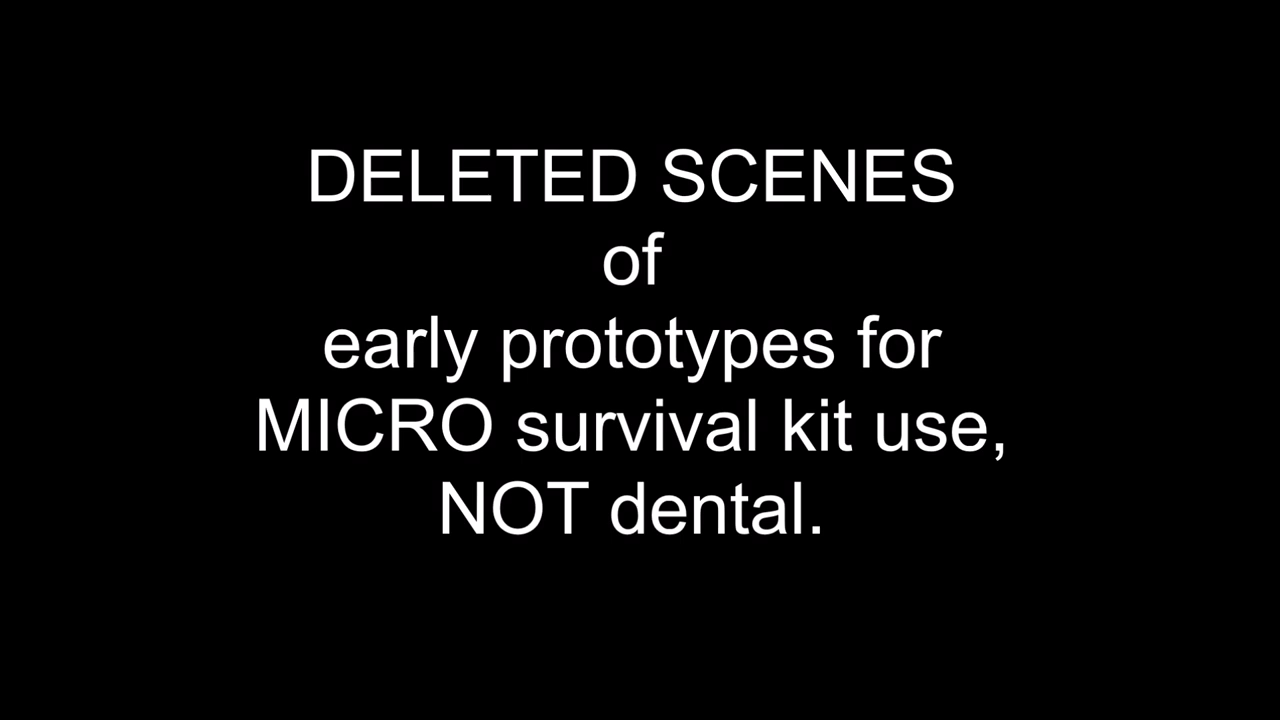 DELETED SCENES
of
early prototypes for
MICRO survival kit use,
NOT dental.